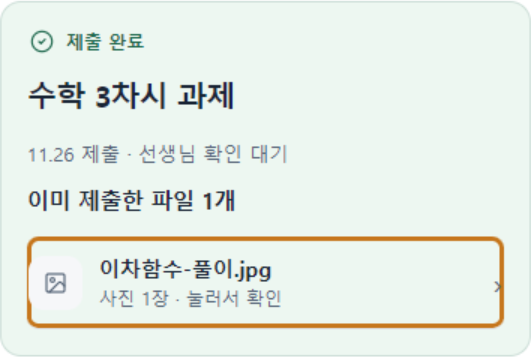 제출 완료
수학 3차시 과제
11.26 제출 · 선생님 확인 대기
이미 제출한 파일 1개
이차함수-풀이.jpg
사진 1장 · 눌러서 확인